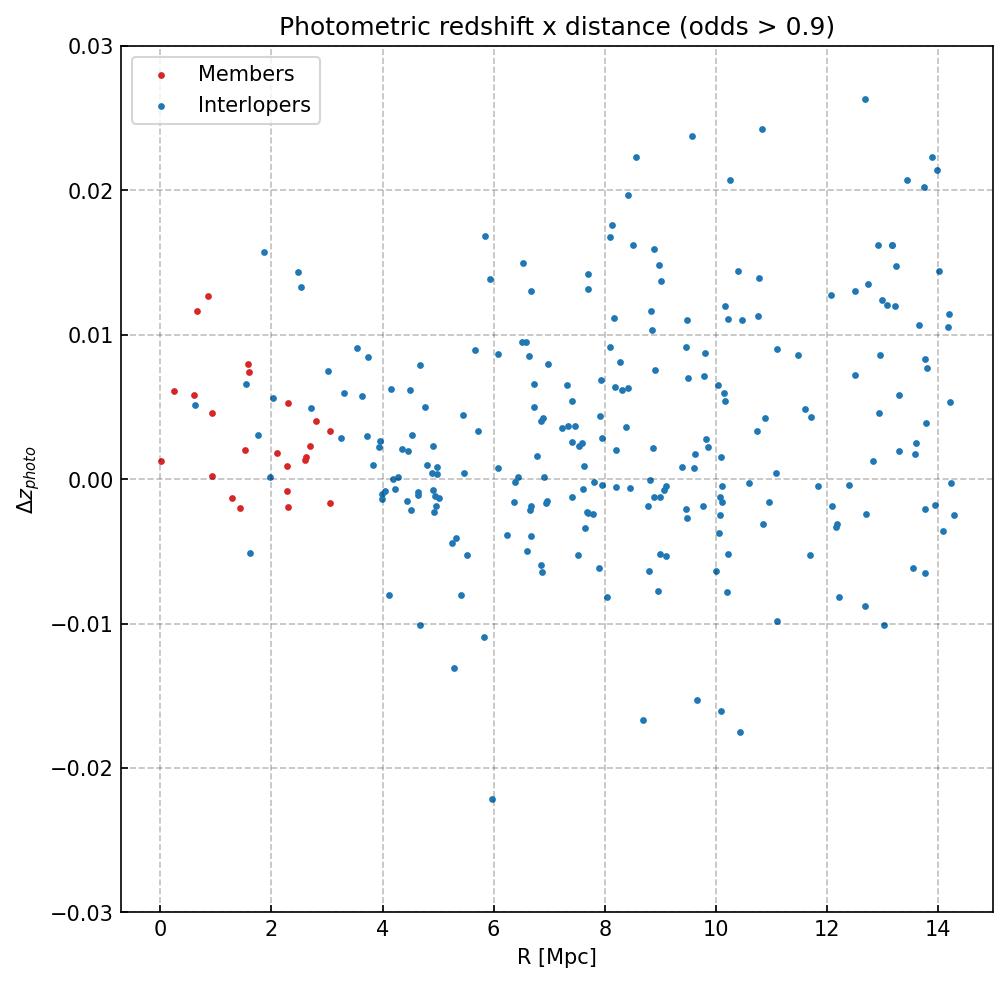 Photometric redshift x distance (odds > 0.9)
Members
Interlopers
0.03
0.02
0.01
0.00
−0.01
−0.02
−0.03
Δz_photo
0 2 4 6 8 10 12 14
R [Mpc]